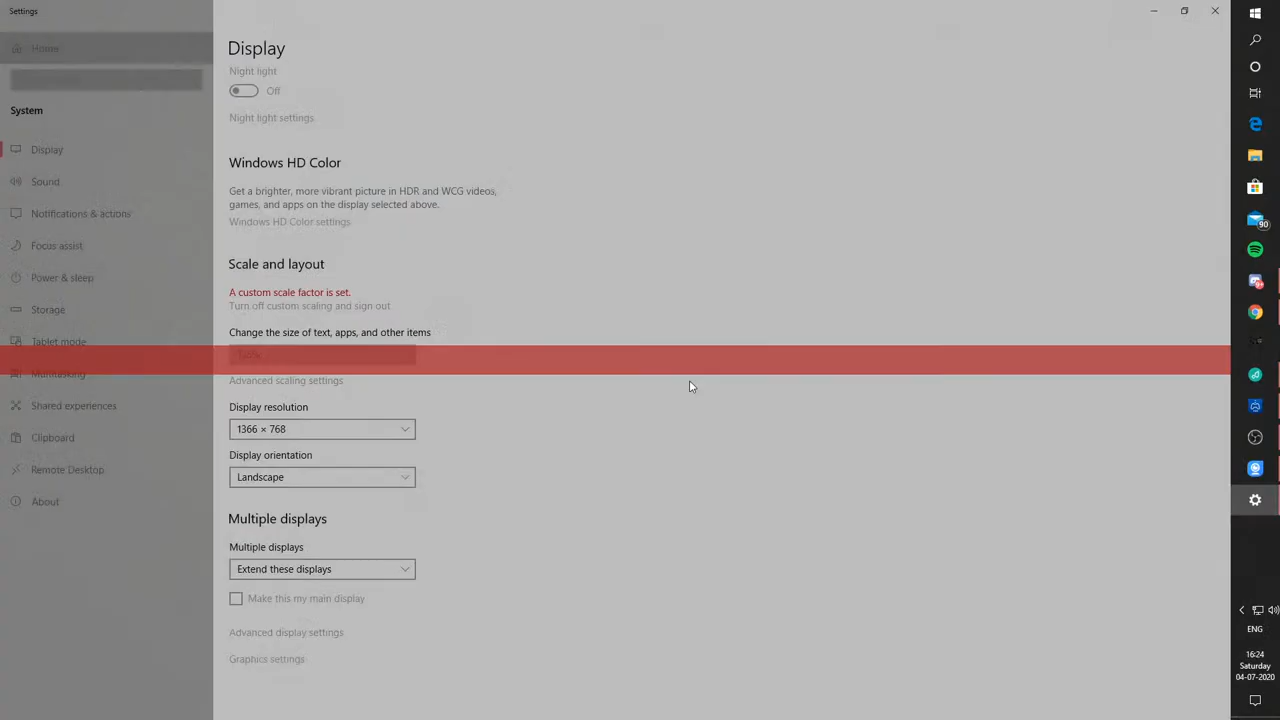 Settings
Home
System
Display
Sound
Notifications & actions
Focus assist
Power & sleep
Storage
Tablet mode
Multitasking
Shared experiences
Clipboard
Remote Desktop
About
Display
Night light
Off
Night light settings
Windows HD Color
Get a brighter, more vibrant picture in HDR and WCG videos,
games, and apps on the display selected above.
Windows HD Color settings
Scale and layout
A custom scale factor is set.
Turn off custom scaling and sign out
Change the size of text, apps, and other items
Advanced scaling settings
Display resolution
1366 × 768
Display orientation
Landscape
Multiple displays
Multiple displays
Extend these displays
Make this my main display
Advanced display settings
Graphics settings
90
ENG
16:24
Saturday
04-07-2020